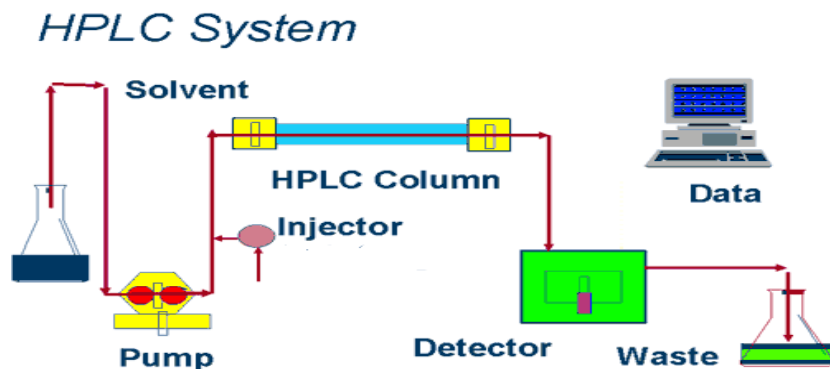 HPLC System
Solvent
HPLC Column
Data
Injector
Pump
Detector
Waste